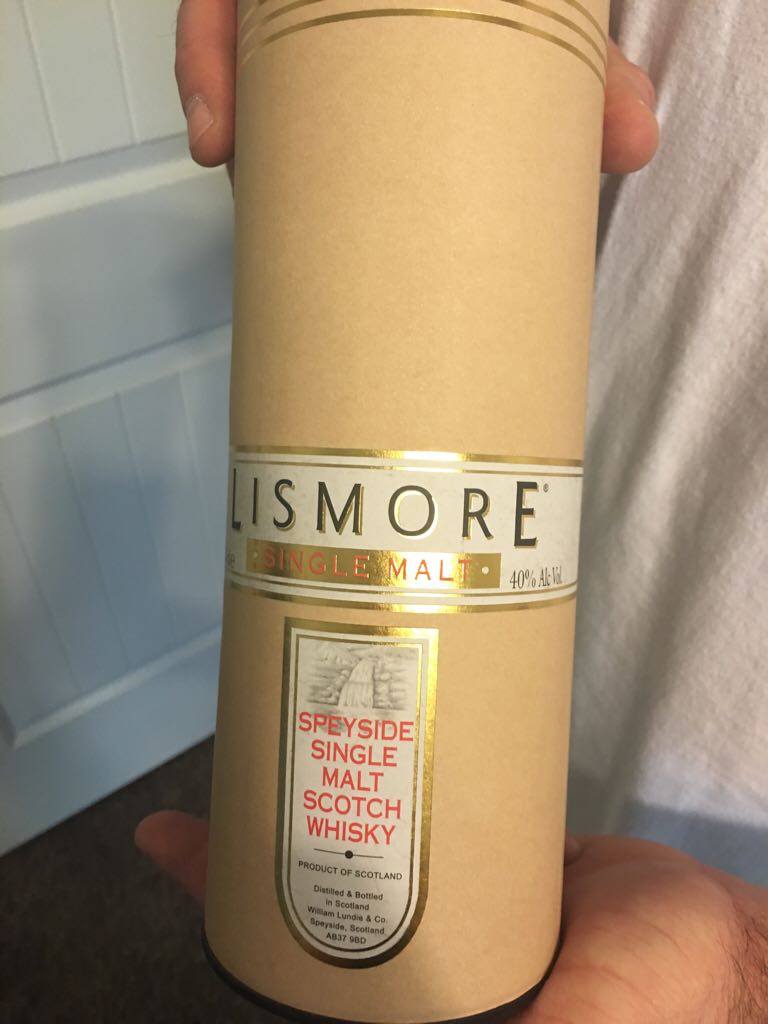 LISMORE®
·SINGLE MALT·
40% Alc Vol.
SPEYSIDE
SINGLE
MALT
SCOTCH
WHISKY
PRODUCT OF SCOTLAND
Distilled & Bottled
in Scotland
William Lundie & Co.
Speyside, Scotland
AB37 9BD